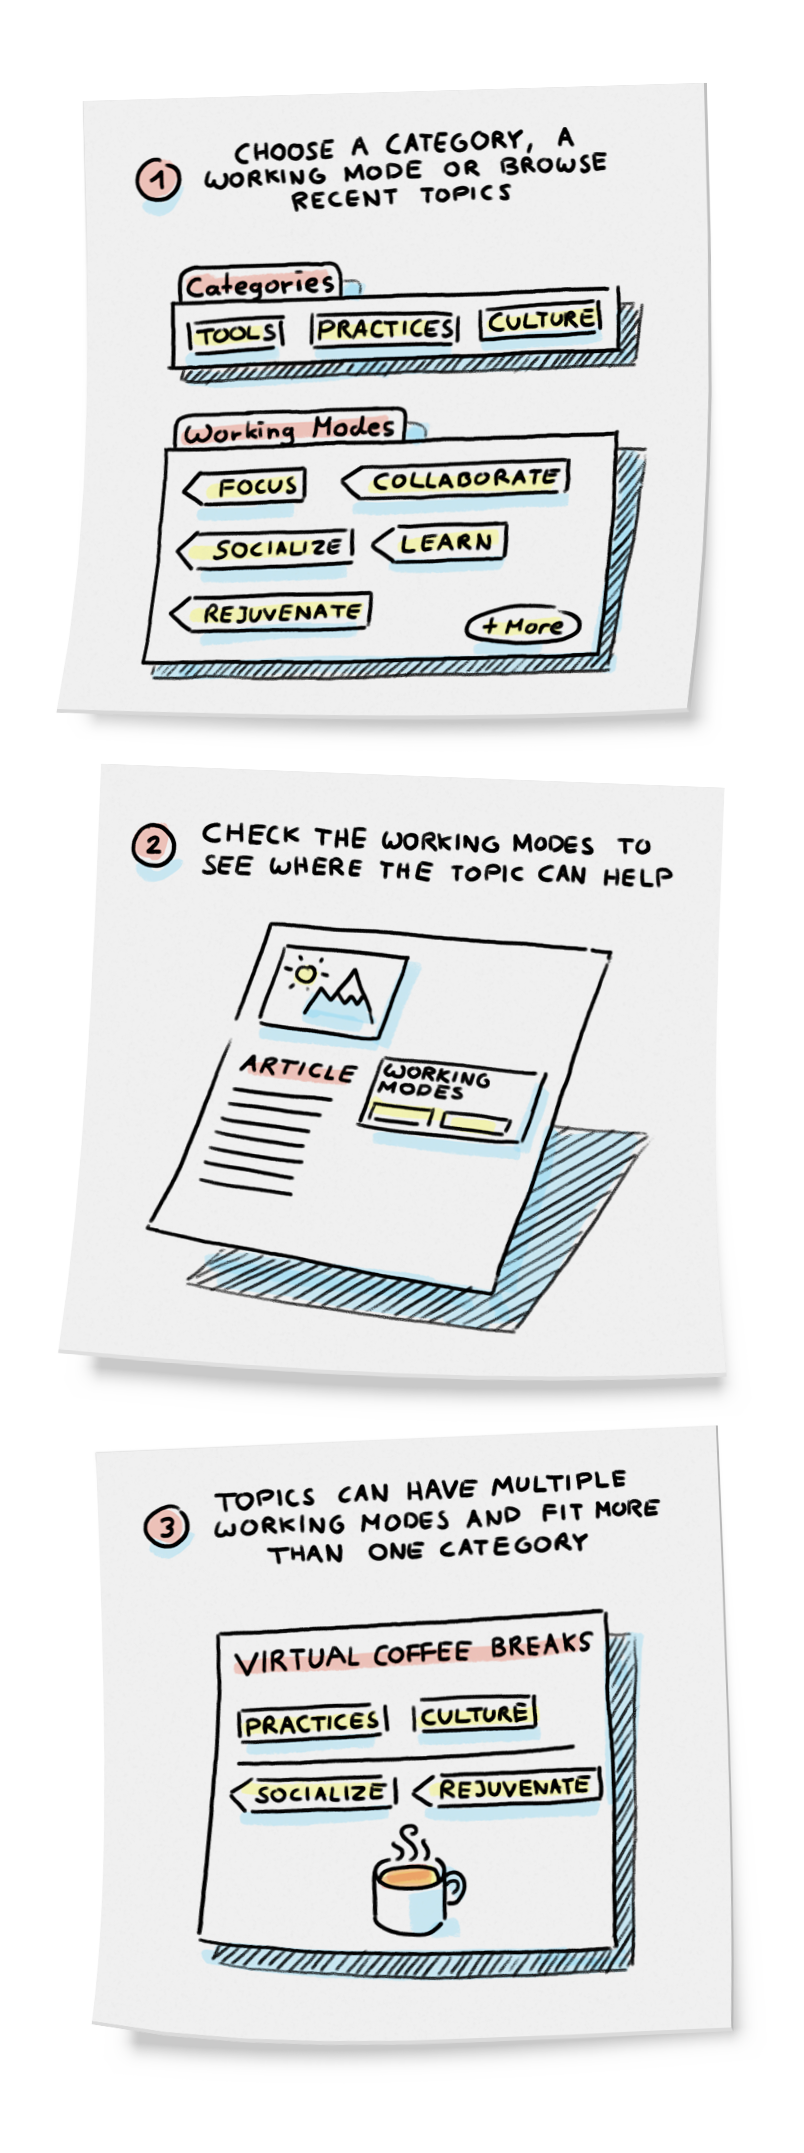 1
CHOOSE A CATEGORY, A
WORKING MODE OR BROWSE
RECENT TOPICS
Categories
TOOLS PRACTICES CULTURE
Working Modes
FOCUS COLLABORATE
SOCIALIZE LEARN
REJUVENATE
+ More
2
CHECK THE WORKING MODES TO
SEE WHERE THE TOPIC CAN HELP
ARTICLE
WORKING
MODES
3
TOPICS CAN HAVE MULTIPLE
WORKING MODES AND FIT MORE
THAN ONE CATEGORY
VIRTUAL COFFEE BREAKS
PRACTICES CULTURE
SOCIALIZE REJUVENATE